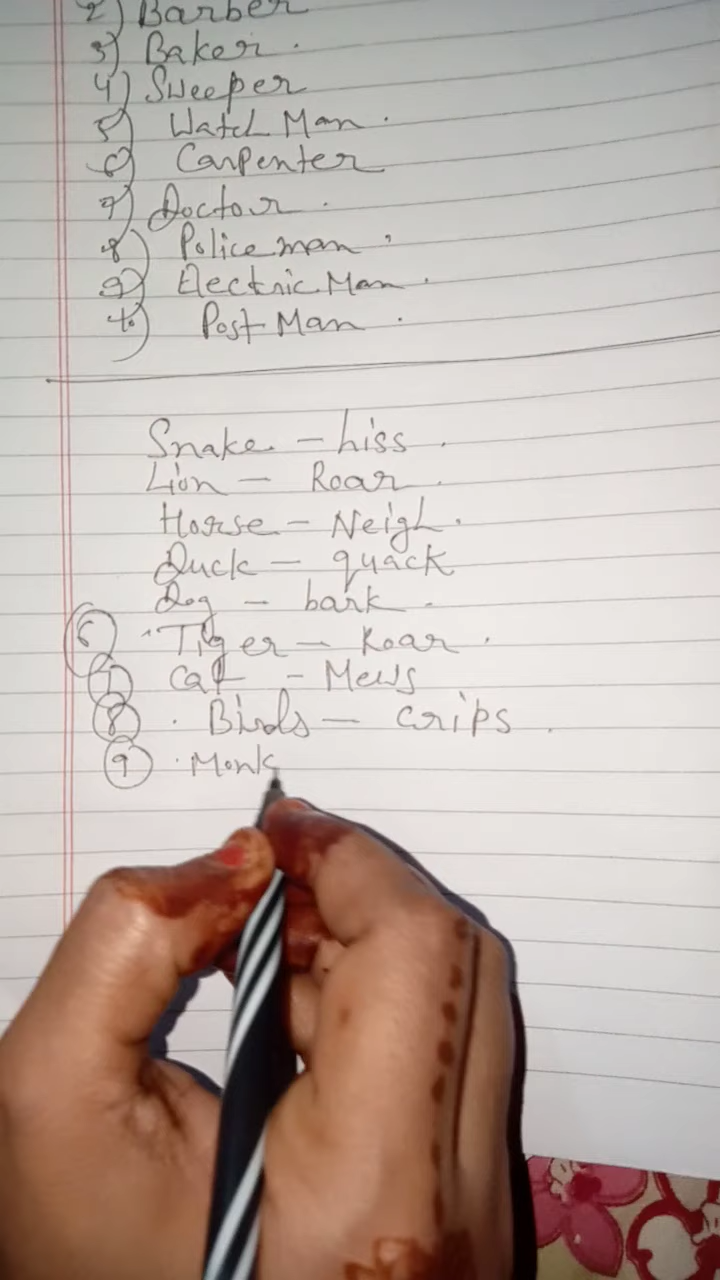 2) Barber
3) Baker.
4) Sweeper
5) Watch Man.
6) Carpenter
7) Doctour.
8) Police man.
9) Electric Man.
10) Post Man.
Snake - hiss.
Lion - Roar.
Horse - Neigh.
Duck - quack
Dog - bark.
6 Tiger - Roar.
7 Cat - Mews
8 . Birds - crips.
9 . Monk